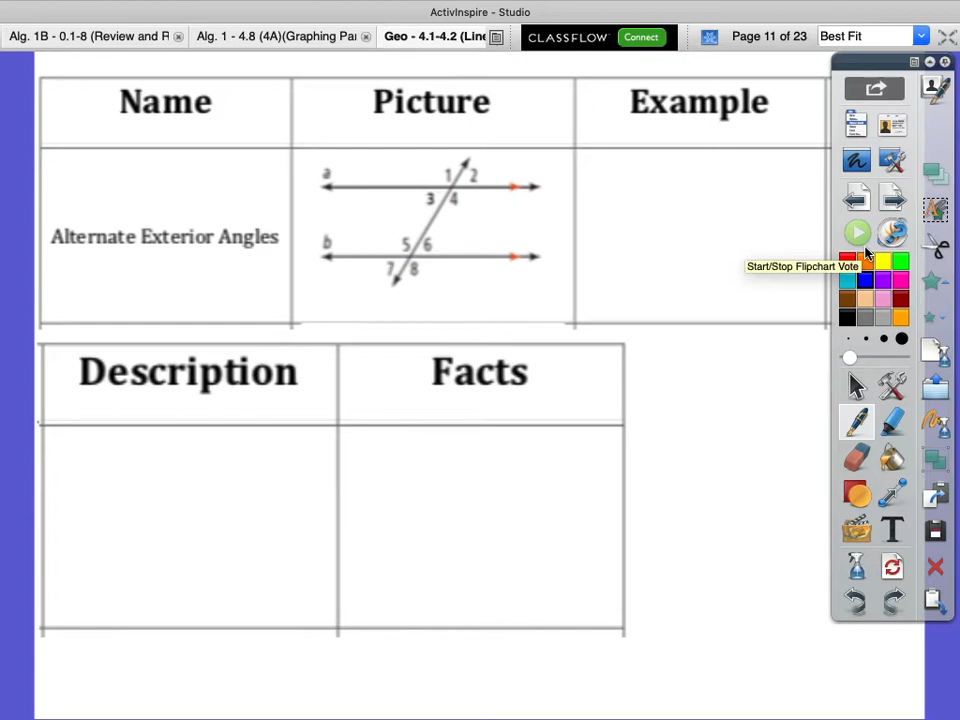 ActivInspire - Studio
Alg. 1B - 0.1-8 (Review and R
Alg. 1 - 4.8 (4A)(Graphing Par
Geo - 4.1-4.2 (Line
CLASSFLOW
Connect
Page 11 of 23
Best Fit
Name
Picture
Example
Alternate Exterior Angles
a
1
2
3
4
b
5
6
7
8
Start/Stop Flipchart Vote
Description
Facts
T